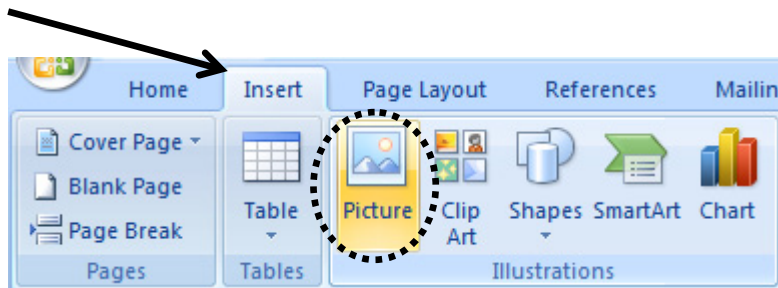 Home Insert Page Layout References Mailin
Cover Page
Blank Page
Page Break
Table
Picture
Clip
Art
Shapes
SmartArt
Chart
Pages Tables Illustrations